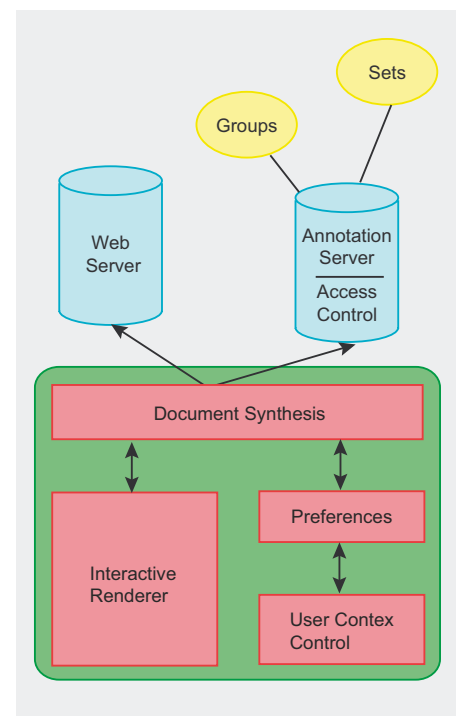 Sets
Groups
Web
Server
Annotation
Server
Access
Control
Document Synthesis
Interactive
Renderer
Preferences
User Contex
Control